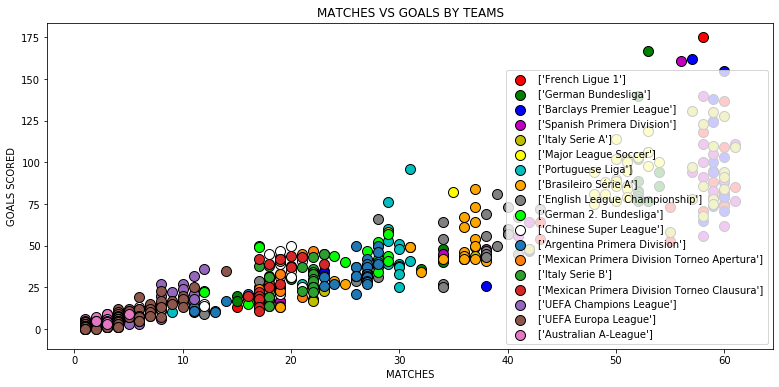 MATCHES VS GOALS BY TEAMS
175
150
125
100
75
50
25
0
GOALS SCORED
['French Ligue 1']
['German Bundesliga']
['Barclays Premier League']
['Spanish Primera Division']
['Italy Serie A']
['Major League Soccer']
['Portuguese Liga']
['Brasileiro Série A']
['English League Championship']
['German 2. Bundesliga']
['Chinese Super League']
['Argentina Primera División']
['Mexican Primera Division Torneo Apertura']
['Italy Serie B']
['Mexican Primera Division Torneo Clausura']
['UEFA Champions League']
['UEFA Europa League']
['Australian A-League']
0 10 20 30 40 50 60
MATCHES